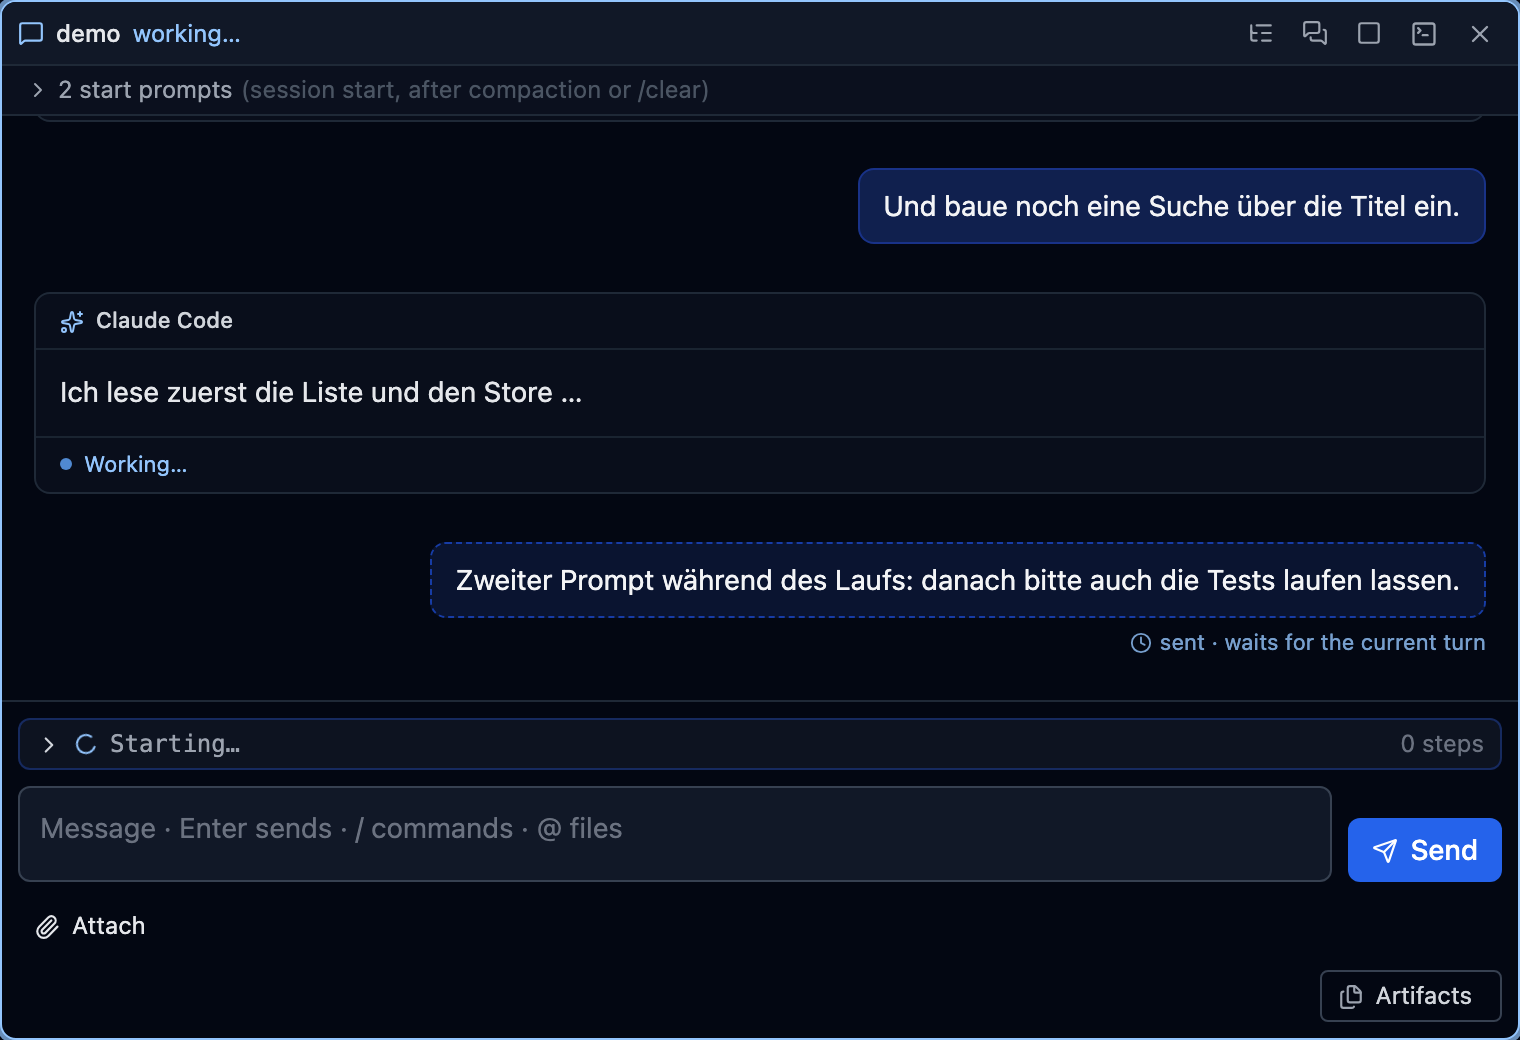 demo working...
2 start prompts (session start, after compaction or /clear)
Und baue noch eine Suche über die Titel ein.
Claude Code
Ich lese zuerst die Liste und den Store ...
Working...
Zweiter Prompt während des Laufs: danach bitte auch die Tests laufen lassen.
sent · waits for the current turn
Starting… 0 steps
Message · Enter sends · / commands · @ files
Send
Attach
Artifacts